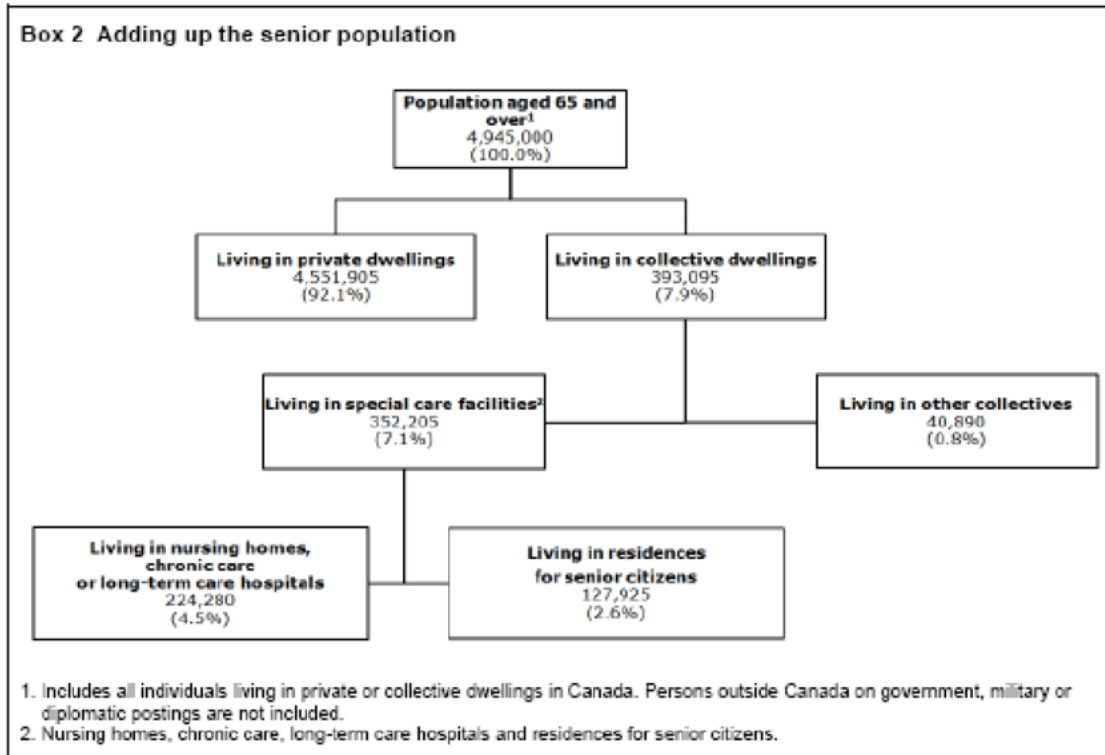 Box 2 Adding up the senior population
Population aged 65 and
over¹
4,945,000
(100.0%)
Living in private dwellings
4,551,905
(92.1%)
Living in collective dwellings
393,095
(7.9%)
Living in special care facilities²
352,205
(7.1%)
Living in other collectives
40,890
(0.8%)
Living in nursing homes,
chronic care
or long-term care hospitals
224,280
(4.5%)
Living in residences
for senior citizens
127,925
(2.6%)
1. Includes all individuals living in private or collective dwellings in Canada. Persons outside Canada on government, military or
diplomatic postings are not included.
2. Nursing homes, chronic care, long-term care hospitals and residences for senior citizens.